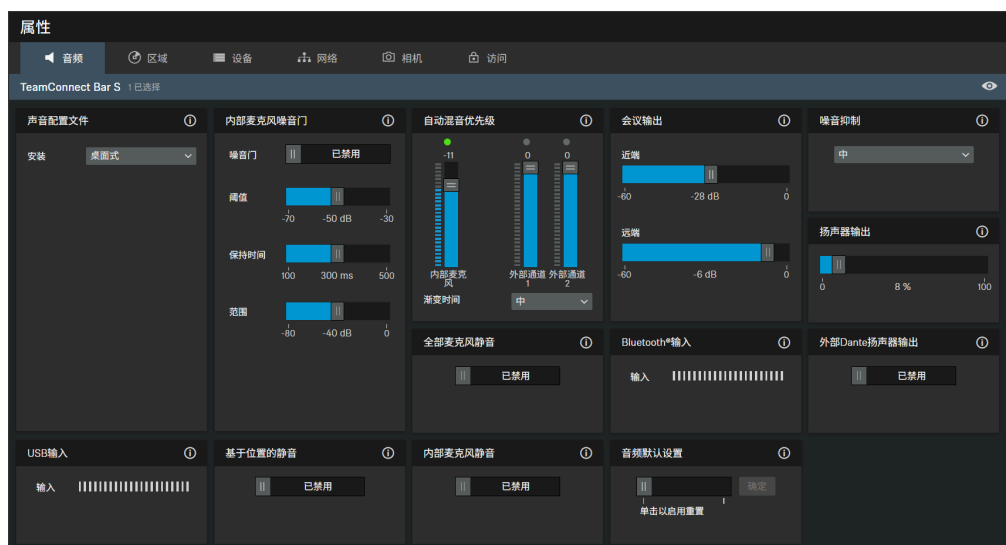 属性
音频 区域 设备 网络 相机 访问
TeamConnect Bar S 1 已选择
声音配置文件
安装 桌面式
内部麦克风噪音门
噪音门 已禁用
阈值
-70 -50 dB -30
保持时间
100 300 ms 500
范围
-80 -40 dB 0
自动混音优先级
-11 0 0
内部麦克风 外部通道 1 外部通道 2
渐变时间 中
会议输出
近端
-60 -28 dB 0
远端
-60 -6 dB 0
噪音抑制
中
扬声器输出
0 8 % 100
全部麦克风静音
已禁用
Bluetooth®输入
输入
外部Dante扬声器输出
已禁用
USB输入
输入
基于位置的静音
已禁用
内部麦克风静音
已禁用
音频默认设置
确定
单击以启用重置